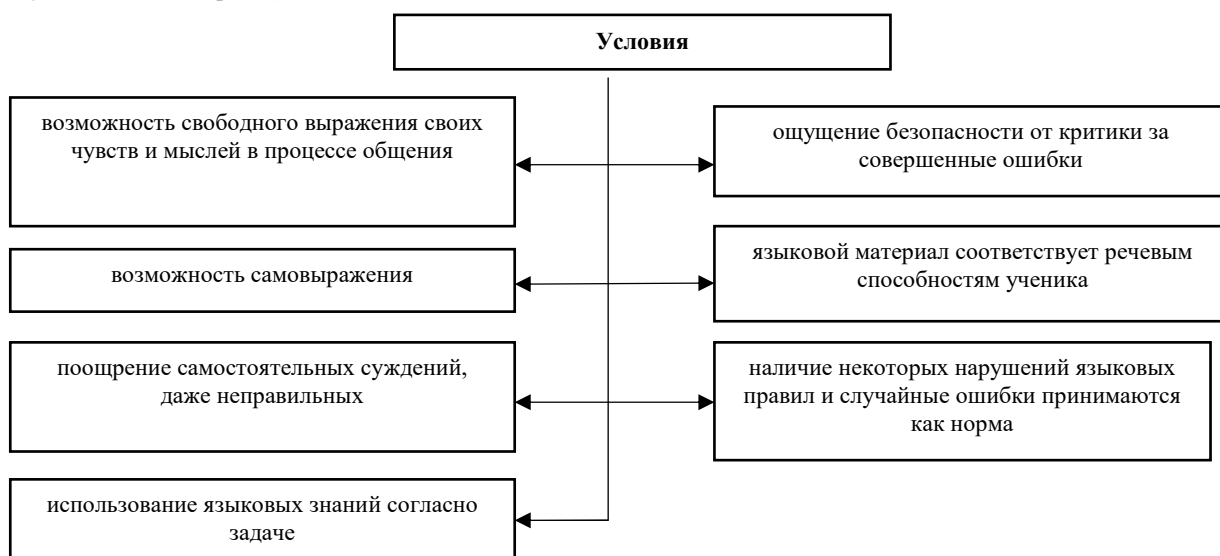 Условия
возможность свободного выражения своих
чувств и мыслей в процессе общения
ощущение безопасности от критики за
совершенные ошибки
возможность самовыражения
языковой материал соответствует речевым
способностям ученика
поощрение самостоятельных суждений,
даже неправильных
наличие некоторых нарушений языковых
правил и случайные ошибки принимаются
как норма
использование языковых знаний согласно
задаче